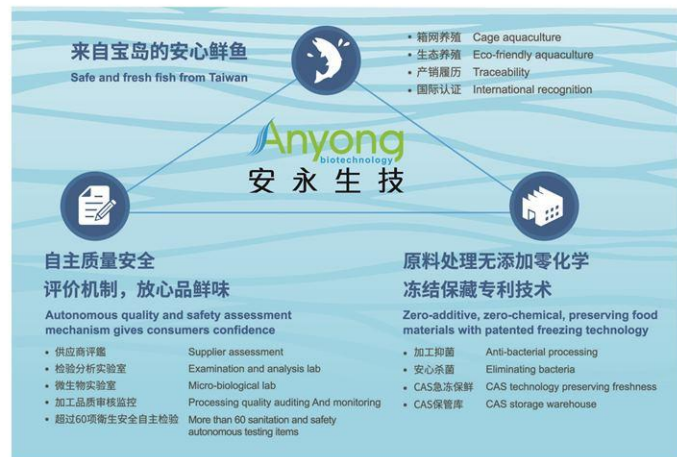 来自宝岛的安心鲜鱼
Safe and fresh fish from Taiwan
• 箱网养殖 Cage aquaculture
• 生态养殖 Eco-friendly aquaculture
• 产销履历 Traceability
• 国际认证 International recognition
Anyong
biotechnology
安永生技
自主质量安全
评价机制，放心品鲜味
Autonomous quality and safety assessment
mechanism gives consumers confidence
• 供应商评鑑 Supplier assessment
• 检验分析实验室 Examination and analysis lab
• 微生物实验室 Micro-biological lab
• 加工品质审核监控 Processing quality auditing And monitoring
• 超过60项衛生安全自主检验 More than 60 sanitation and safety
autonomous testing items
原料处理无添加零化学
冻结保藏专利技术
Zero-additive, zero-chemical, preserving food
materials with patented freezing technology
• 加工抑菌 Anti-bacterial processing
• 安心杀菌 Eliminating bacteria
• CAS急冻保鲜 CAS technology preserving freshness
• CAS保管库 CAS storage warehouse